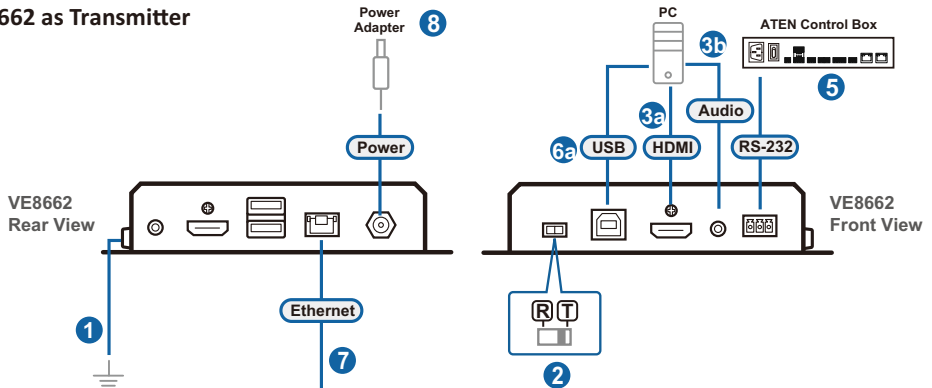 662 as Transmitter
Power
Adapter
8
PC
3b
ATEN Control Box
5
3a
Audio
Power
6a
USB
HDMI
RS-232
VE8662
Rear View
VE8662
Front View
Ethernet
R T
1
7
2